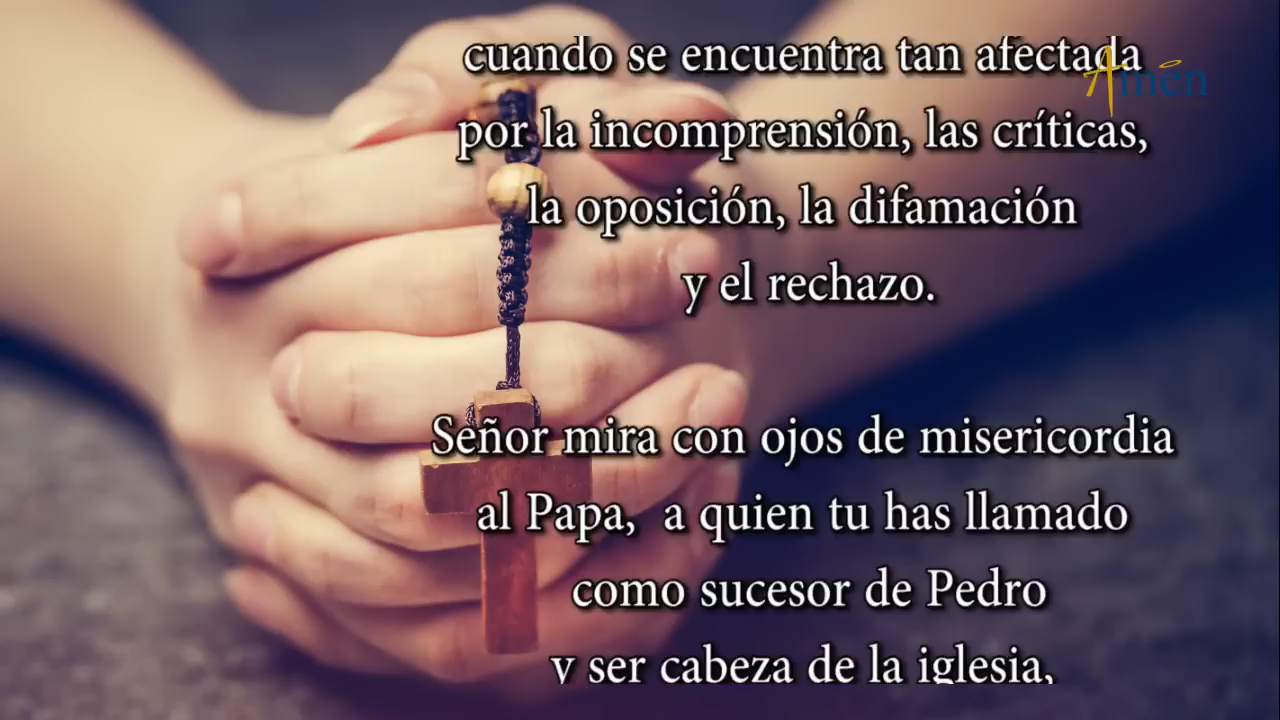 cuando se encuentra tan afectada
Amén
por la incomprensión, las críticas,
la oposición, la difamación
y el rechazo.
Señor mira con ojos de misericordia
al Papa, a quien tu has llamado
como sucesor de Pedro
y ser cabeza de la iglesia,